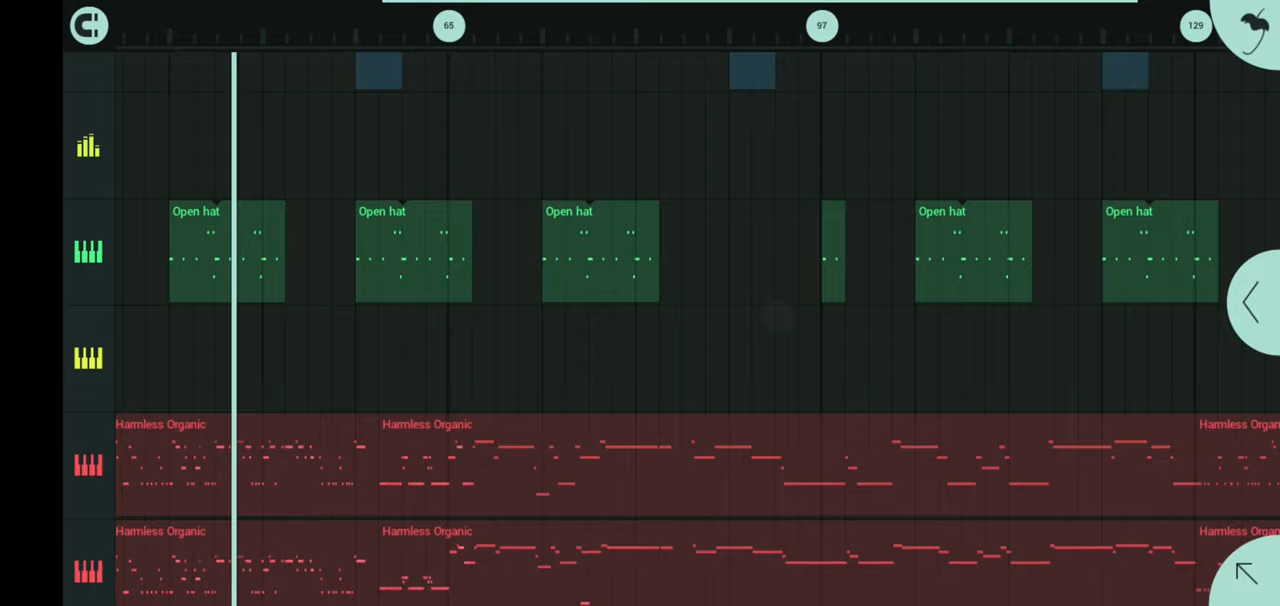 65 97 129
Open hat Open hat Open hat Open hat Open hat
Harmless Organic Harmless Organic Harmless Organ
Harmless Organic Harmless Organic Harmless Orga